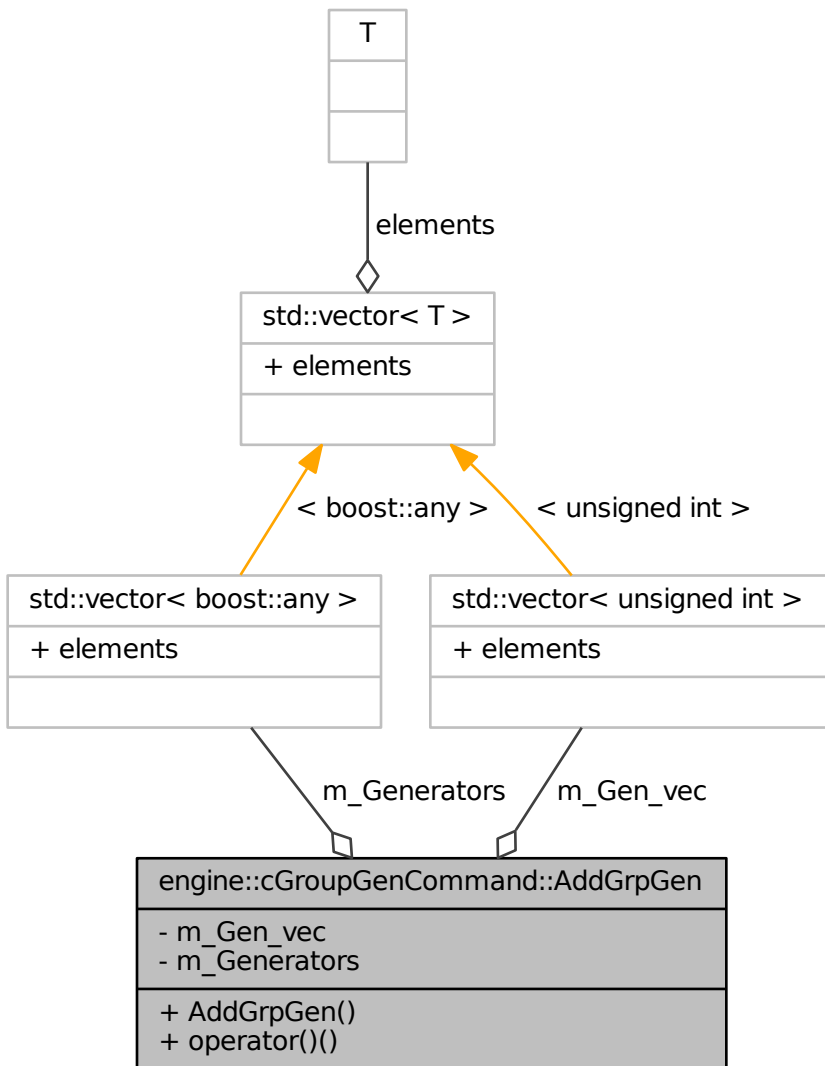 T
elements
std::vector< T >
+ elements
< boost::any >
< unsigned int >
std::vector< boost::any >
+ elements
std::vector< unsigned int >
+ elements
m_Generators
m_Gen_vec
engine::cGroupGenCommand::AddGrpGen
- m_Gen_vec
- m_Generators
+ AddGrpGen()
+ operator()()